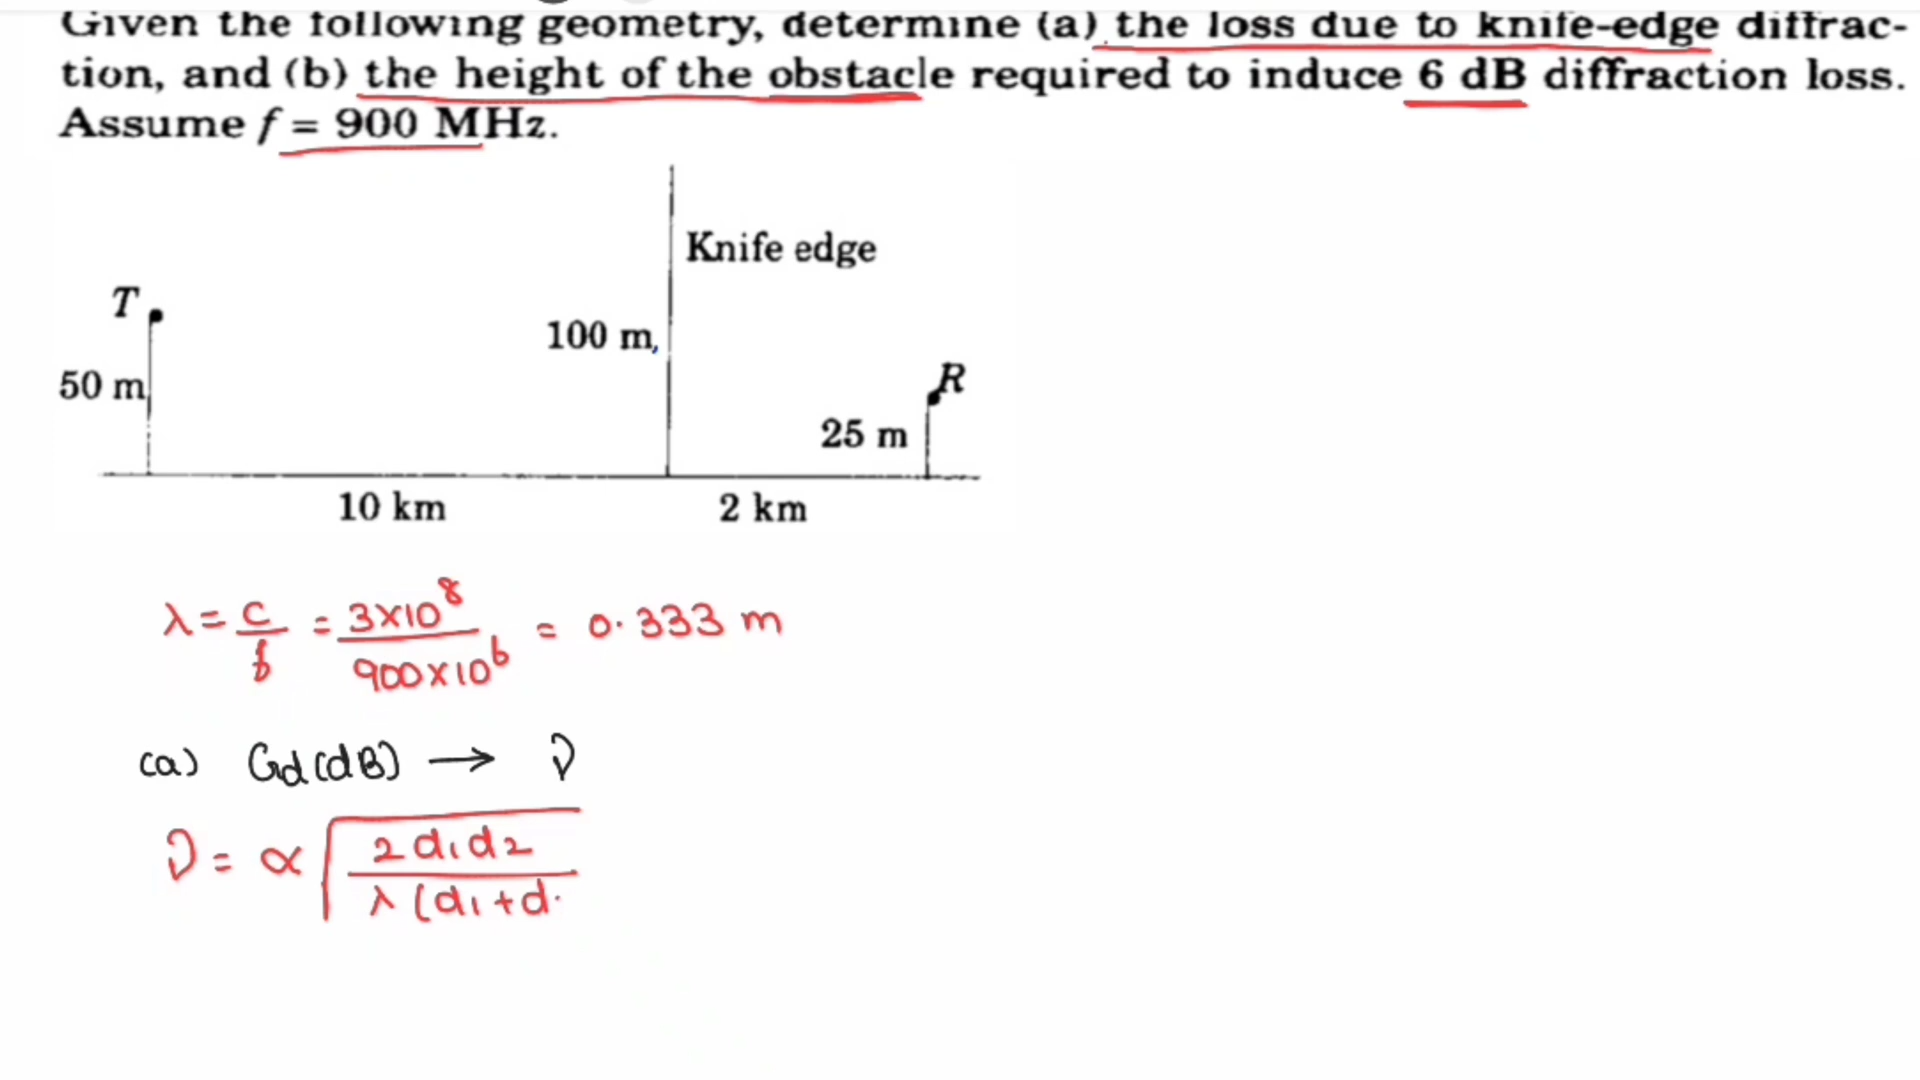 Given the following geometry, determine (a) the loss due to knife-edge diffrac-
tion, and (b) the height of the obstacle required to induce 6 dB diffraction loss.
Assume f = 900 MHz.
Knife edge
T
100 m,
50 m
R
25 m
10 km 2 km
λ = c/f = 3×10^8 / 900×10^6 = 0.333 m
(a) Gd(dB) → ν
ν = α √(2d1d2 / λ(d1+d